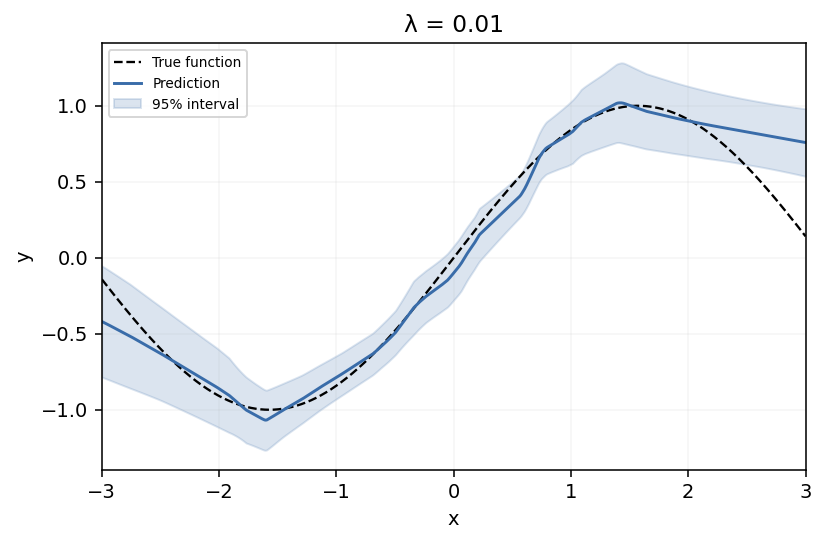 λ = 0.01
True function
Prediction
95% interval
1.0
0.5
0.0
−0.5
−1.0
y
−3
−2
−1
0
1
2
3
x